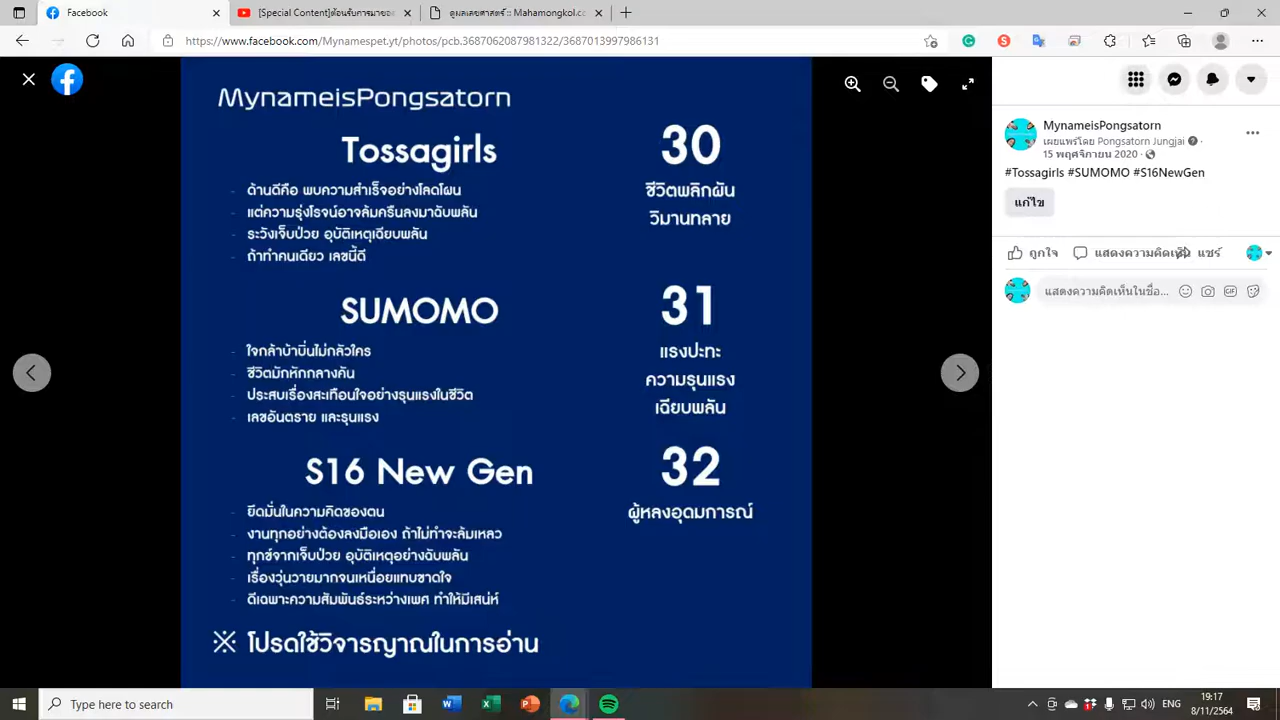 Facebook
[Special Content]
Mahamongkol.c
https://www.facebook.com/Mynamespet.yt/photos/pcb.3687062087981322/3687013997986131
MynameisPongsatorn
Tossagirls
30
- ด้านดีคือ พบความสำเร็จอย่างโลดโผน
- แต่ความรุ่งโรจน์อาจล้มครืนลงมาฉับพลัน
- ระวังเจ็บป่วย อุบัติเหตุเฉียบพลัน
- ถ้าทำคนเดียว เลขนี้ดี
ชีวิตพลิกผัน
วิมานทลาย
SUMOMO
31
- ใจกล้าบ้าบิ่นไม่กลัวใคร
- ชีวิตมักหักกลางคัน
- ประสบเรื่องสะเทือนใจอย่างรุนแรงในชีวิต
- เลขอันตราย และรุนแรง
แรงปะทะ
ความรุนแรง
เฉียบพลัน
S16 New Gen
32
- ยึดมั่นในความคิดของตน
- งานทุกอย่างต้องลงมือเอง ถ้าไม่ทำจะล้มเหลว
- ทุกข์จากเจ็บป่วย อุบัติเหตุอย่างฉับพลัน
- เรื่องวุ่นวายมากจนเหนื่อยแทบขาดใจ
- ดีเฉพาะความสัมพันธ์ระหว่างเพศ ทำให้มีเสน่ห์
ผู้หลงอุดมการณ์
※ โปรดใช้วิจารญาณในการอ่าน
MynameisPongsatorn
เผยแพร่โดย Pongsatorn Jungjai
15 พฤศจิกายน 2020
#Tossagirls #SUMOMO #S16NewGen
แก้ไข
ถูกใจ
แสดงความคิดเห็น
แชร์
แสดงความคิดเห็นในชื่อ...
GIF
Type here to search
ENG
19:17
8/11/2564